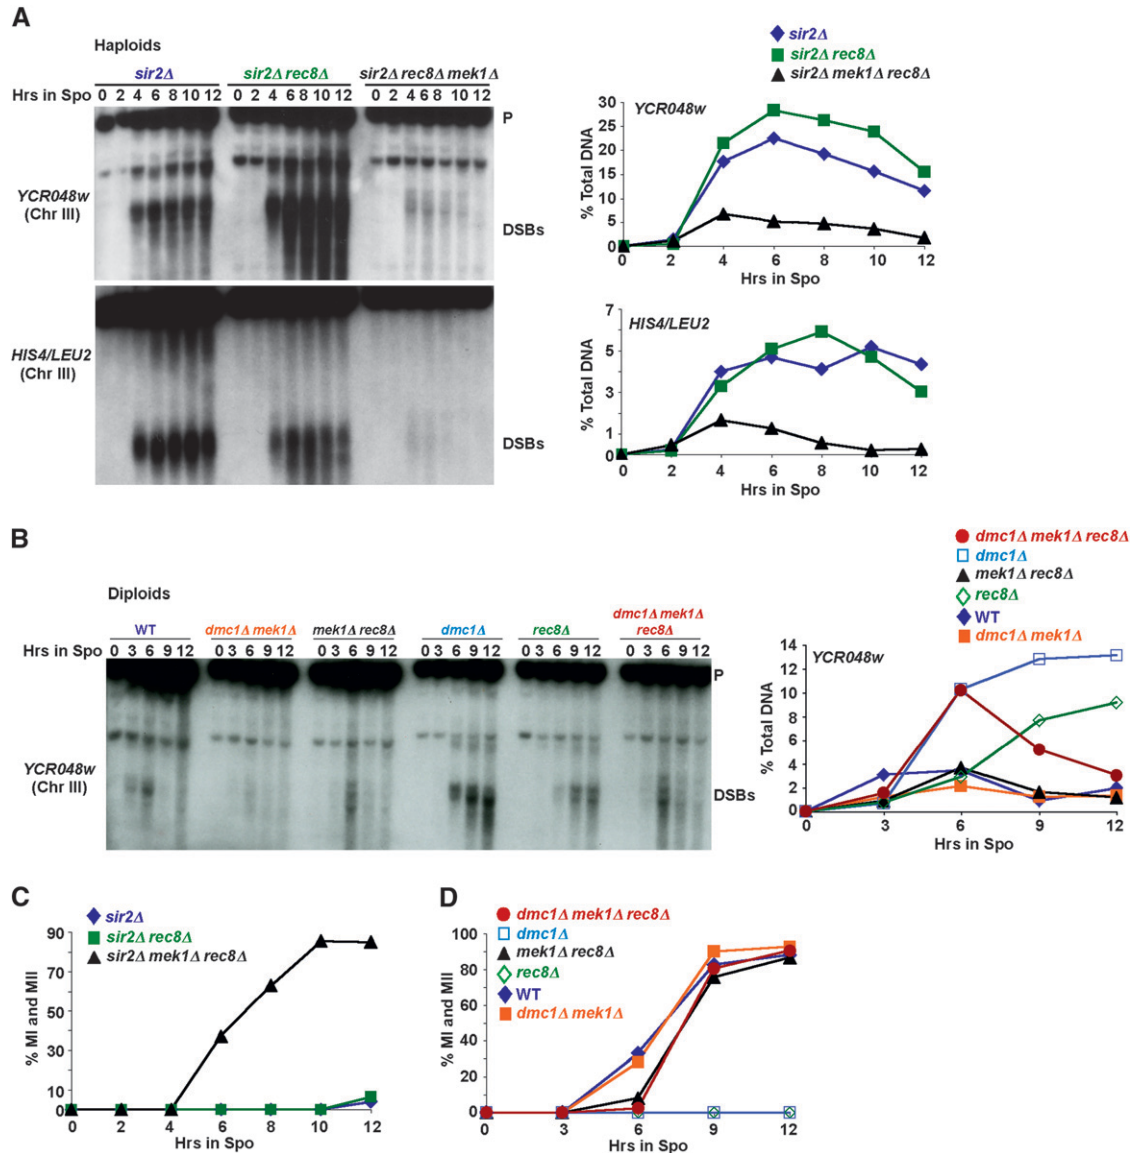 A
Haploids
sir2Δ sir2Δ rec8Δ sir2Δ rec8Δ mek1Δ
Hrs in Spo 0 2 4 6 8 10 12 0 2 4 6 8 10 12 0 2 4 6 8 10 12
P
YCR048w
(Chr III)
DSBs
HIS4/LEU2
(Chr III)
DSBs
sir2Δ
sir2Δ rec8Δ
sir2Δ mek1Δ rec8Δ
YCR048w
% Total DNA
30
25
20
15
10
5
0
0 2 4 6 8 10 12
Hrs in Spo
HIS4/LEU2
% Total DNA
7
5
3
1
0
0 2 4 6 8 10 12
Hrs in Spo
B
Diploids
WT dmc1Δ mek1Δ mek1Δ rec8Δ dmc1Δ rec8Δ dmc1Δ mek1Δ rec8Δ
Hrs in Spo 0 3 6 9 12 0 3 6 9 12 0 3 6 9 12 0 3 6 9 12 0 3 6 9 12 0 3 6 9 12
P
YCR048w
(Chr III)
DSBs
dmc1Δ mek1Δ rec8Δ
dmc1Δ
mek1Δ rec8Δ
rec8Δ
WT
dmc1Δ mek1Δ
YCR048w
% Total DNA
14
12
10
8
6
4
2
0
0 3 6 9 12
Hrs in Spo
C
sir2Δ
sir2Δ rec8Δ
sir2Δ mek1Δ rec8Δ
% MI and MII
90
70
50
30
10
0
0 2 4 6 8 10 12
Hrs in Spo
D
dmc1Δ mek1Δ rec8Δ
dmc1Δ
mek1Δ rec8Δ
rec8Δ
WT
dmc1Δ mek1Δ
% MI and MII
100
80
60
40
20
0
0 3 6 9 12
Hrs in Spo